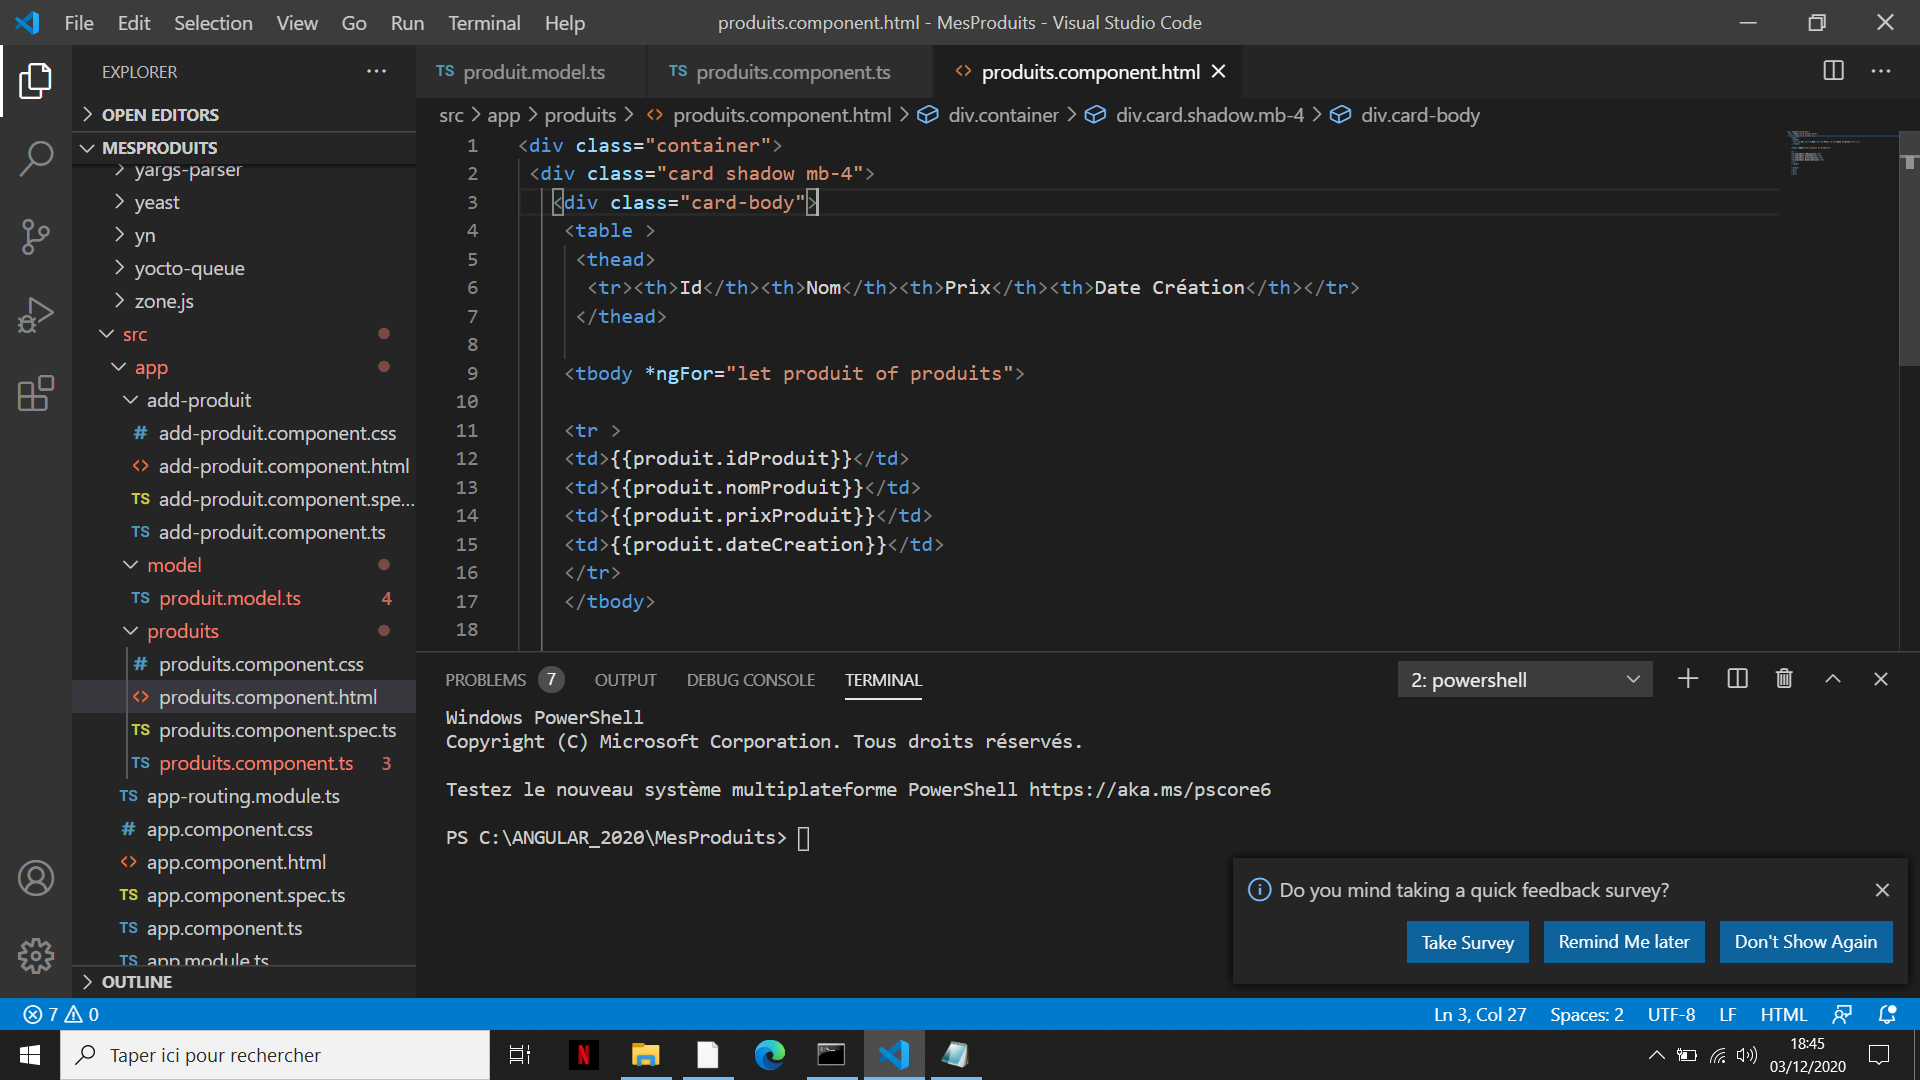 File Edit Selection View Go Run Terminal Help
produits.component.html - MesProduits - Visual Studio Code
EXPLORER
OPEN EDITORS
MESPRODUITS
yargs-parser
yeast
yn
yocto-queue
zone.js
src
app
add-produit
# add-produit.component.css
<> add-produit.component.html
TS add-produit.component.spe...
TS add-produit.component.ts
model
TS produit.model.ts 4
produits
# produits.component.css
<> produits.component.html
TS produits.component.spec.ts
TS produits.component.ts 3
TS app-routing.module.ts
# app.component.css
<> app.component.html
TS app.component.spec.ts
TS app.component.ts
TS app.module.ts
OUTLINE
TS produit.model.ts
TS produits.component.ts
<> produits.component.html
src > app > produits > <> produits.component.html > div.container > div.card.shadow.mb-4 > div.card-body
1 <div class="container">
2 <div class="card shadow mb-4">
3 <div class="card-body">
4 <table >
5 <thead>
6 <tr><th>Id</th><th>Nom</th><th>Prix</th><th>Date Création</th></tr>
7 </thead>
8
9 <tbody *ngFor="let produit of produits">
10
11 <tr >
12 <td>{{produit.idProduit}}</td>
13 <td>{{produit.nomProduit}}</td>
14 <td>{{produit.prixProduit}}</td>
15 <td>{{produit.dateCreation}}</td>
16 </tr>
17 </tbody>
18
PROBLEMS 7 OUTPUT DEBUG CONSOLE TERMINAL
2: powershell
Windows PowerShell
Copyright (C) Microsoft Corporation. Tous droits réservés.
Testez le nouveau système multiplateforme PowerShell https://aka.ms/pscore6
PS C:\ANGULAR_2020\MesProduits>
Do you mind taking a quick feedback survey?
Take Survey
Remind Me later
Don't Show Again
7 0
Ln 3, Col 27 Spaces: 2 UTF-8 LF HTML
Taper ici pour rechercher
N
18:45
03/12/2020